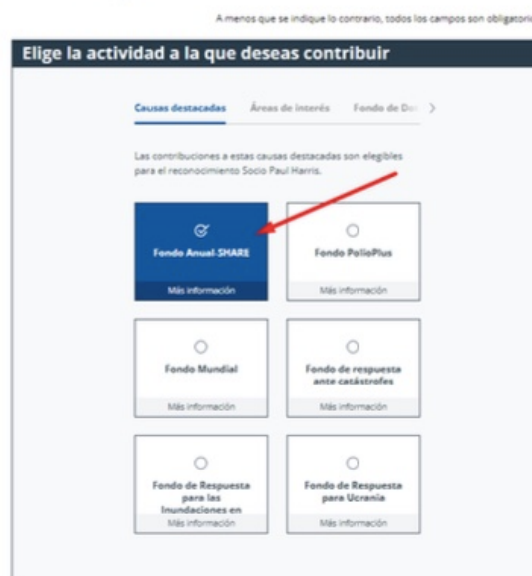 A menos que se indique lo contrario, todos los campos son obligatorio
Elige la actividad a la que deseas contribuir
Causas destacadas Áreas de interés Fondo de
Las contribuciones a estas causas destacadas son elegibles
para el reconocimiento Socio Paul Harris.
Fondo Anual-SHARE
Más información
Fondo PolioPlus
Más información
Fondo Mundial
Más información
Fondo de respuesta
ante catástrofes
Más información
Fondo de Respuesta
para las
Inundaciones en
Más información
Fondo de Respuesta
para Ucrania
Más información